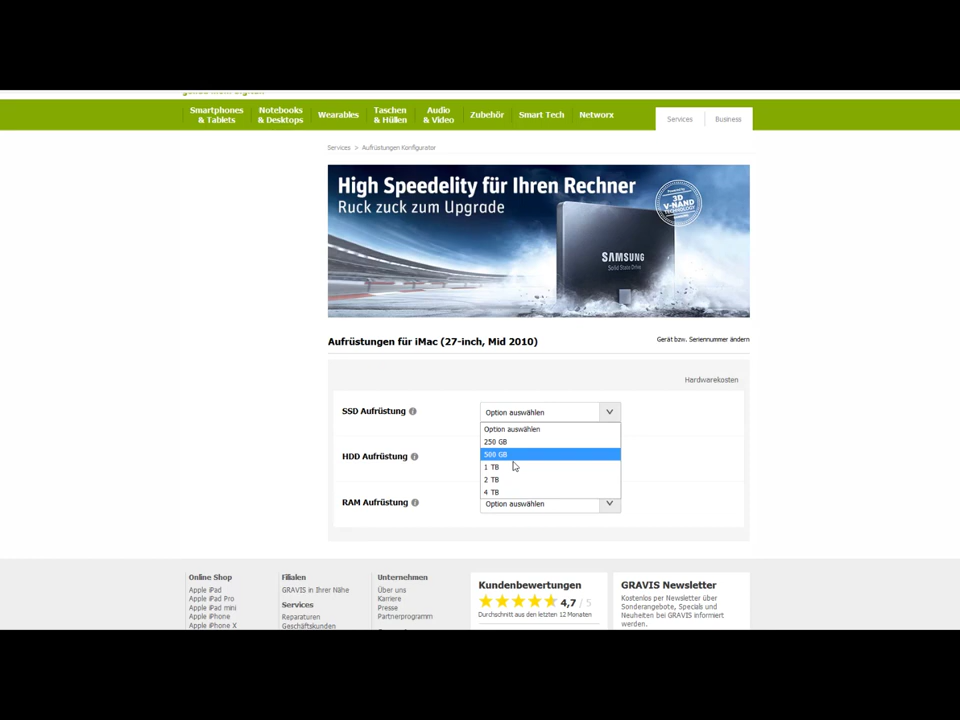 Smartphones
& Tablets
Notebooks
& Desktops
Wearables
Taschen
& Hüllen
Audio
& Video
Zubehör
Smart Tech
Networx
Services
Business
Services > Aufrüstungen Konfigurator
High Speedelity für Ihren Rechner
Ruck zuck zum Upgrade
3D
V-NAND
TECHNOLOGY
SAMSUNG
Solid State Drive
Aufrüstungen für iMac (27-inch, Mid 2010)
Gerät bzw. Seriennummer ändern
Hardwarekosten
SSD Aufrüstung
Option auswählen
Option auswählen
250 GB
500 GB
1 TB
2 TB
4 TB
HDD Aufrüstung
RAM Aufrüstung
Option auswählen
Online Shop
Apple iPad
Apple iPad Pro
Apple iPad mini
Apple iPhone
Apple iPhone X
Filialen
GRAVIS in Ihrer Nähe
Services
Reparaturen
Geschäftskunden
Unternehmen
Über uns
Karriere
Presse
Partnerprogramm
Kundenbewertungen
4,7 / 5
Durchschnitt aus den letzten 12 Monaten
GRAVIS Newsletter
Kostenlos per Newsletter über
Sonderangebote, Specials und
Neuheiten bei GRAVIS informiert
werden.